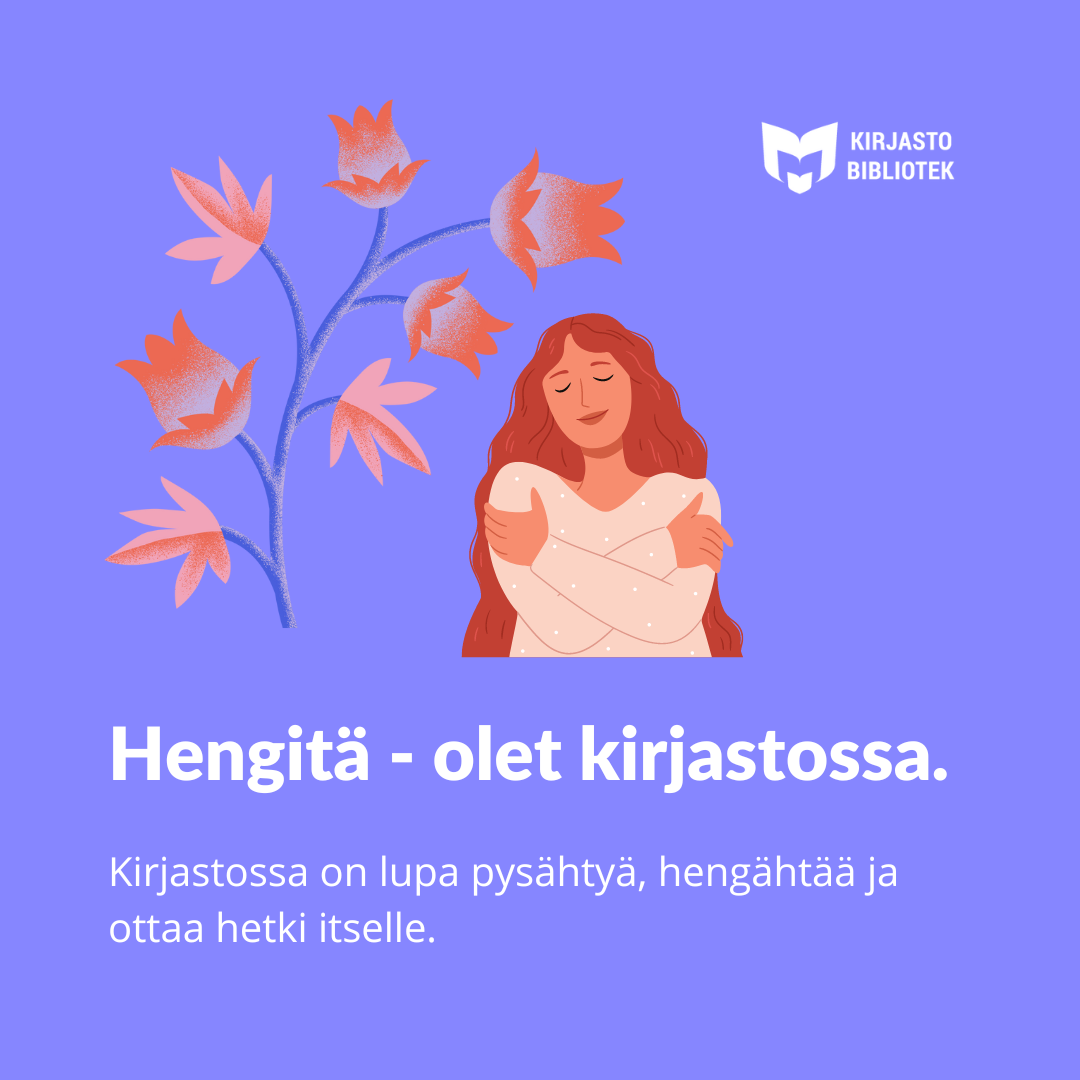 KIRJASTO
BIBLIOTEK
Hengitä - olet kirjastossa.
Kirjastossa on lupa pysähtyä, hengähtää ja
ottaa hetki itselle.